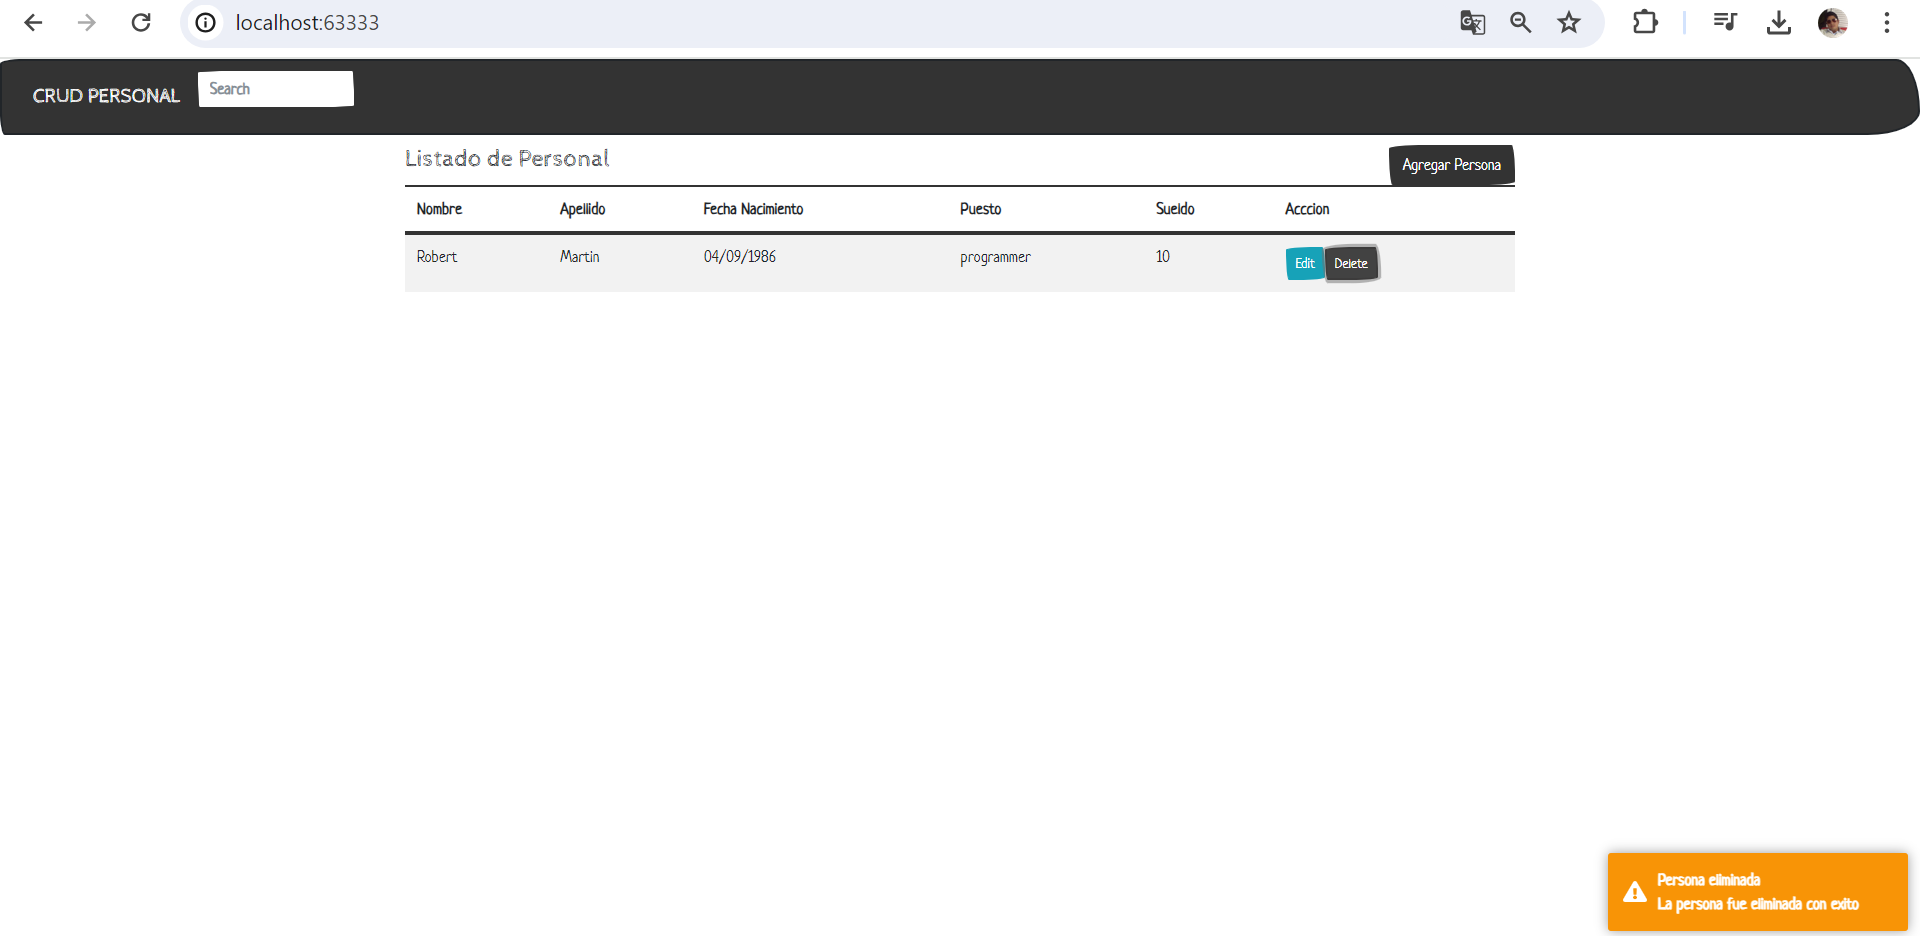 localhost:63333
CRUD PERSONAL Search
Listado de Personal
Agregar Persona
Nombre Apellido Fecha Nacimiento Puesto Sueldo Acccion
Robert Martin 04/09/1986 programmer 10 Edit Delete
Persona eliminada
La persona fue eliminada con exito